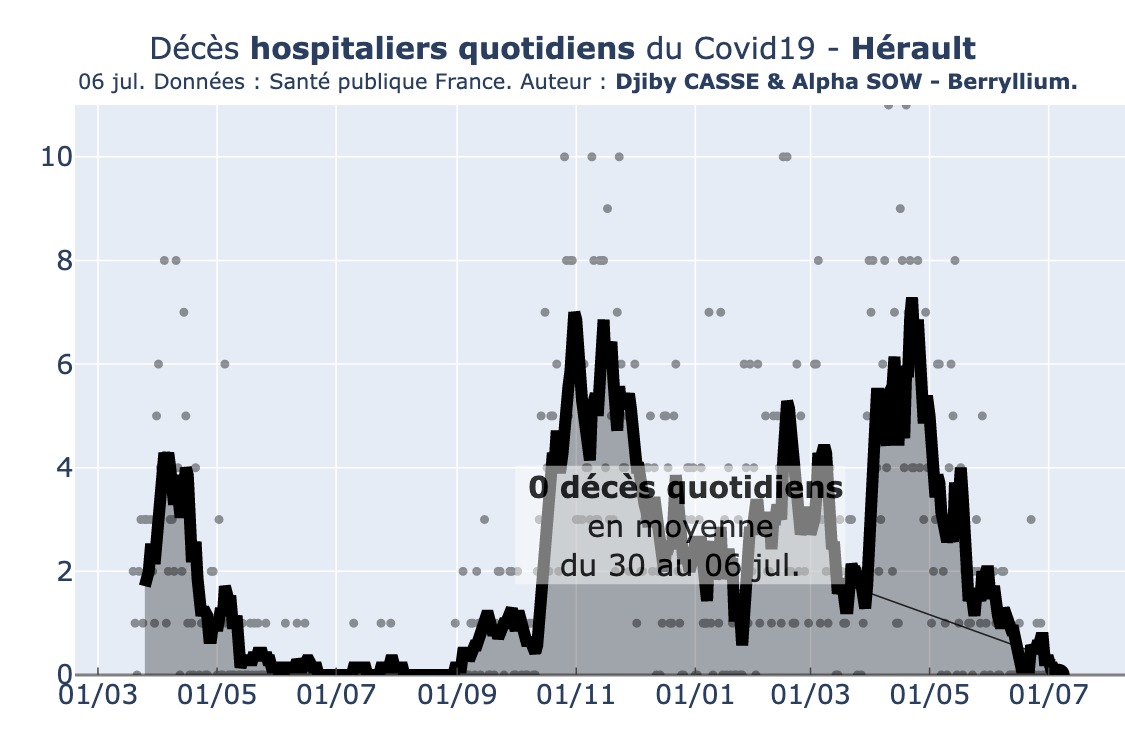 Décès hospitaliers quotidiens du Covid19 - Hérault
06 jul. Données : Santé publique France. Auteur : Djiby CASSE & Alpha SOW - Berryllium.
10
8
6
4
2
0
0 décès quotidiens
en moyenne
du 30 au 06 jul.
01/03 01/05 01/07 01/09 01/11 01/01 01/03 01/05 01/07